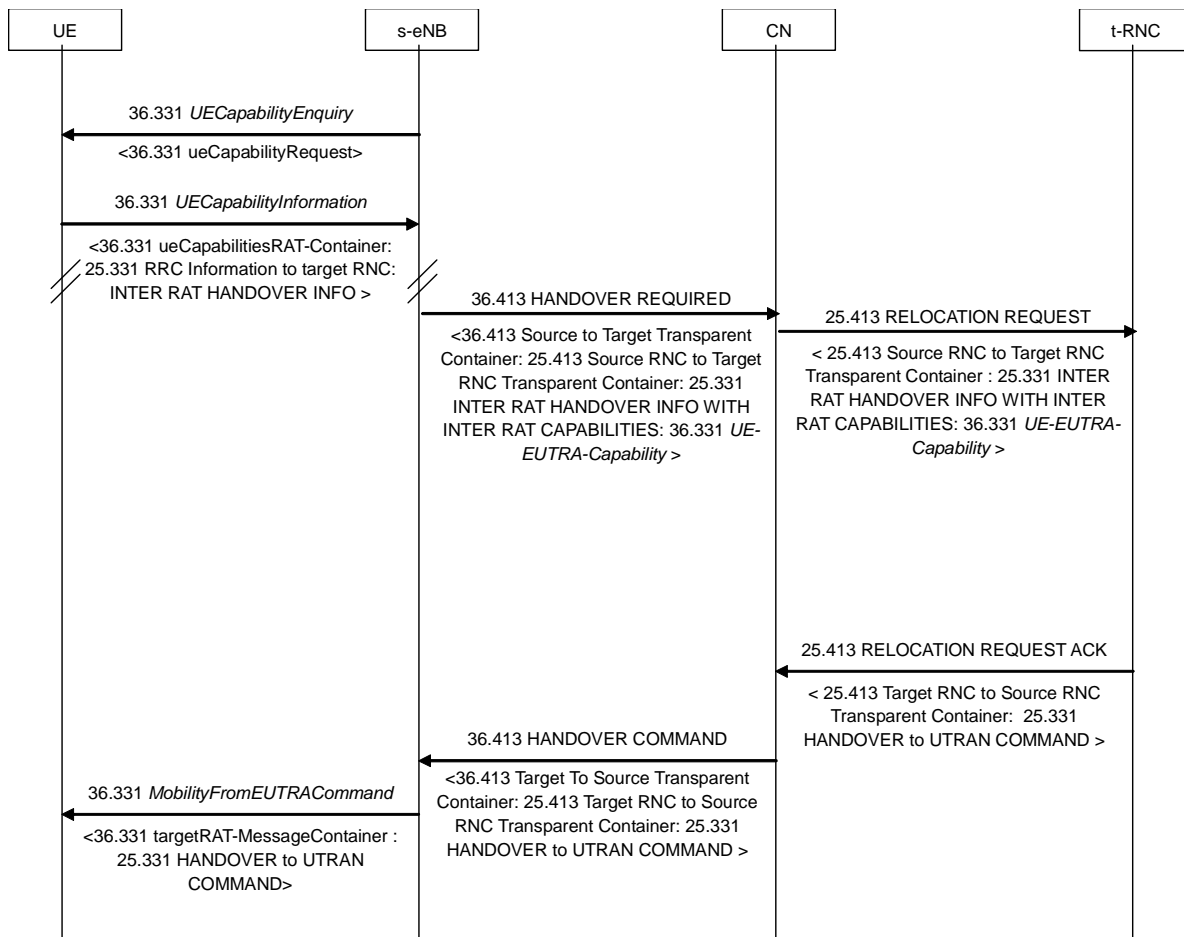 UE
s-eNB
CN
t-RNC
36.331 UECapabilityEnquiry
<36.331 ueCapabilityRequest>
36.331 UECapabilityInformation
<36.331 ueCapabilitiesRAT-Container:
25.331 RRC Information to target RNC:
INTER RAT HANDOVER INFO >
36.413 HANDOVER REQUIRED
<36.413 Source to Target Transparent
Container: 25.413 Source RNC to Target
RNC Transparent Container: 25.331
INTER RAT HANDOVER INFO WITH
INTER RAT CAPABILITIES: 36.331 UE-
EUTRA-Capability >
25.413 RELOCATION REQUEST
< 25.413 Source RNC to Target RNC
Transparent Container : 25.331 INTER
RAT HANDOVER INFO WITH INTER
RAT CAPABILITIES: 36.331 UE-EUTRA-
Capability >
25.413 RELOCATION REQUEST ACK
< 25.413 Target RNC to Source RNC
Transparent Container: 25.331
HANDOVER to UTRAN COMMAND >
36.413 HANDOVER COMMAND
<36.413 Target To Source Transparent
Container: 25.413 Target RNC to Source
RNC Transparent Container: 25.331
HANDOVER to UTRAN COMMAND >
36.331 MobilityFromEUTRACommand
<36.331 targetRAT-MessageContainer :
25.331 HANDOVER to UTRAN
COMMAND>